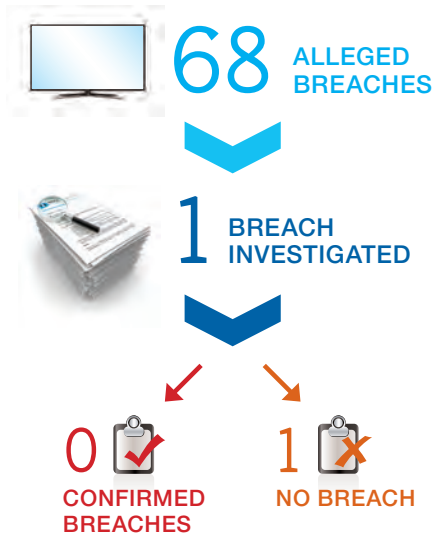 68 ALLEGED
BREACHES
1 BREACH
INVESTIGATED
0
CONFIRMED
BREACHES
1
NO BREACH